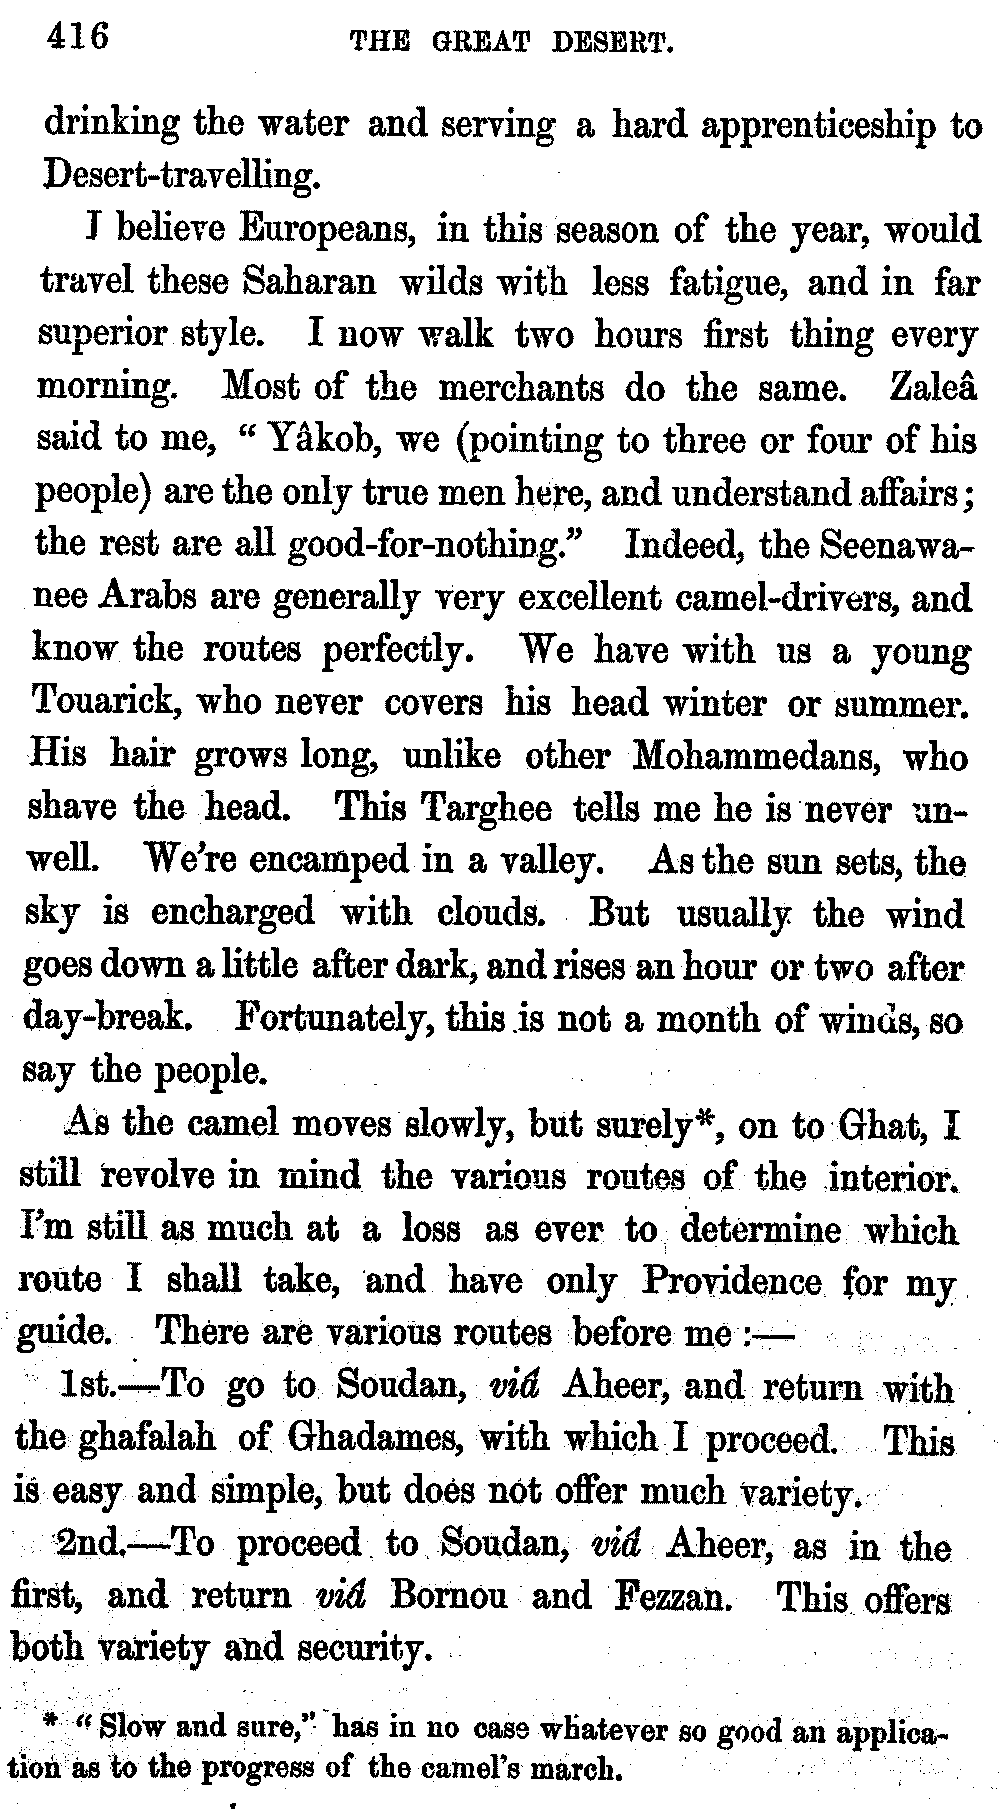 416 THE GREAT DESERT.
drinking the water and serving a hard apprenticeship to
Desert-travelling.
I believe Europeans, in this season of the year, would
travel these Saharan wilds with less fatigue, and in far
superior style. I now walk two hours first thing every
morning. Most of the merchants do the same. Zaleâ
said to me, “ Yâkob, we (pointing to three or four of his
people) are the only true men here, and understand affairs;
the rest are all good-for-nothing.” Indeed, the Seenawa-
nee Arabs are generally very excellent camel-drivers, and
know the routes perfectly. We have with us a young
Touarick, who never covers his head winter or summer.
His hair grows long, unlike other Mohammedans, who
shave the head. This Targhee tells me he is never un-
well. We're encamped in a valley. As the sun sets, the
sky is encharged with clouds. But usually the wind
goes down a little after dark, and rises an hour or two after
day-break. Fortunately, this is not a month of winds, so
say the people.
As the camel moves slowly, but surely*, on to Ghat, I
still revolve in mind the various routes of the interior.
I'm still as much at a loss as ever to determine which
route I shall take, and have only Providence for my
guide. There are various routes before me :—
1st.—To go to Soudan, viâ Aheer, and return with
the ghafalah of Ghadames, with which I proceed. This
is easy and simple, but does not offer much variety.
2nd.—To proceed to Soudan, viâ Aheer, as in the
first, and return viâ Bornou and Fezzan. This offers
both variety and security.
* “ Slow and sure,” has in no case whatever so good an applica-
tion as to the progress of the camel's march.